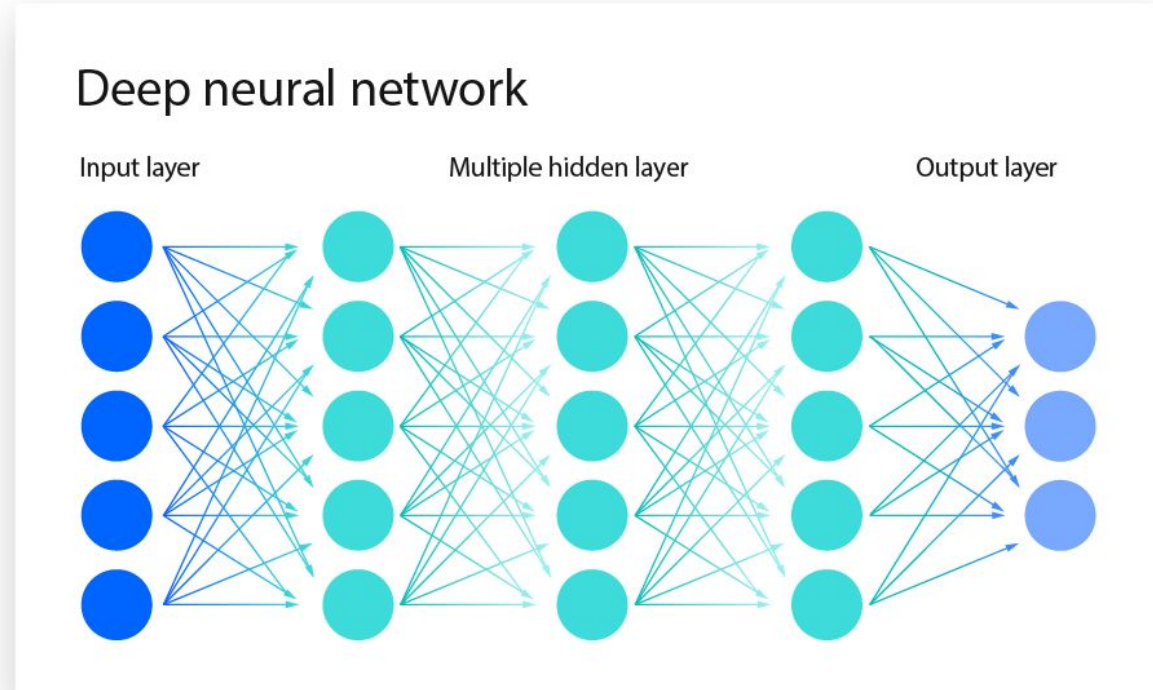 Deep neural network
Input layer
Multiple hidden layer
Output layer